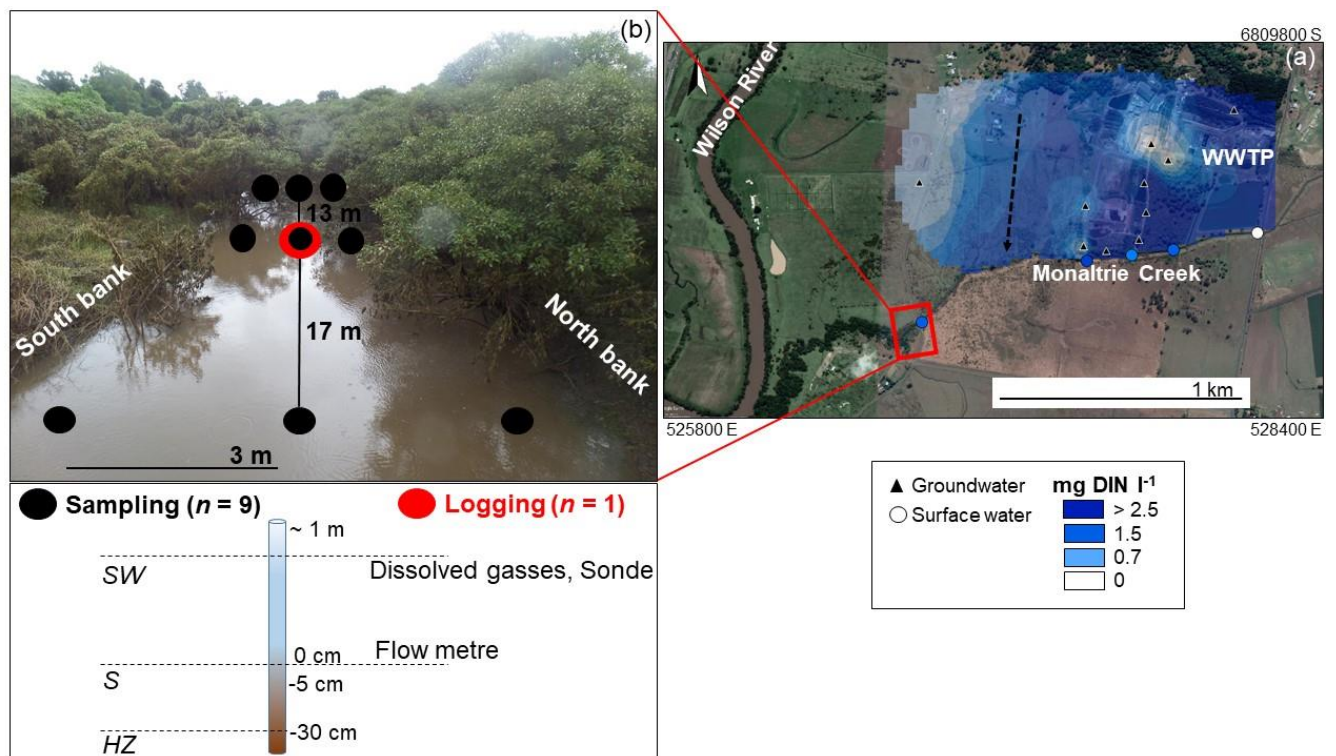 (b)
13 m
17 m
South bank
North bank
3 m
Sampling (n = 9)
Logging (n = 1)
~ 1 m
SW
Dissolved gasses, Sonde
0 cm
Flow metre
S
-5 cm
-30 cm
HZ
6809800 S
(a)
Wilson River
WWTP
Monaltrie Creek
1 km
525800 E
528400 E
Groundwater
Surface water
mg DIN l-1
> 2.5
1.5
0.7
0